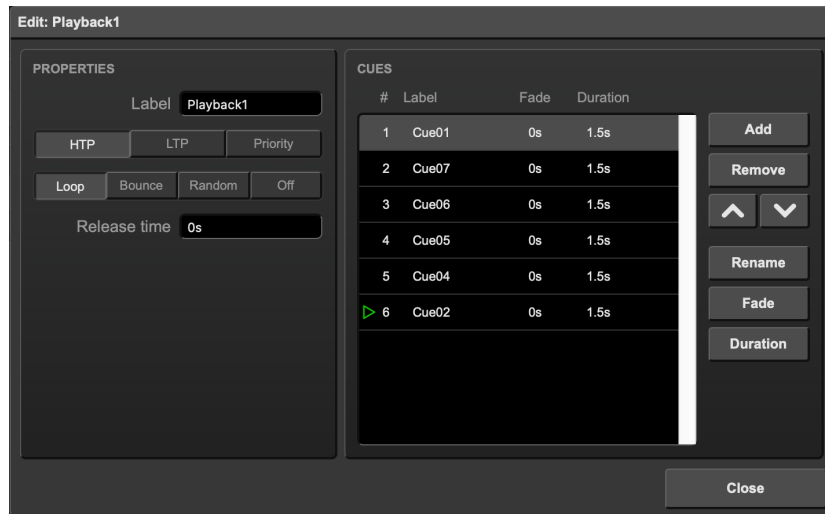 Edit: Playback1
PROPERTIES
Label Playback1
HTP LTP Priority
Loop Bounce Random Off
Release time 0s
CUES
# Label Fade Duration
1 Cue01 0s 1.5s
2 Cue07 0s 1.5s
3 Cue06 0s 1.5s
4 Cue05 0s 1.5s
5 Cue04 0s 1.5s
6 Cue02 0s 1.5s
Add
Remove
Rename
Fade
Duration
Close